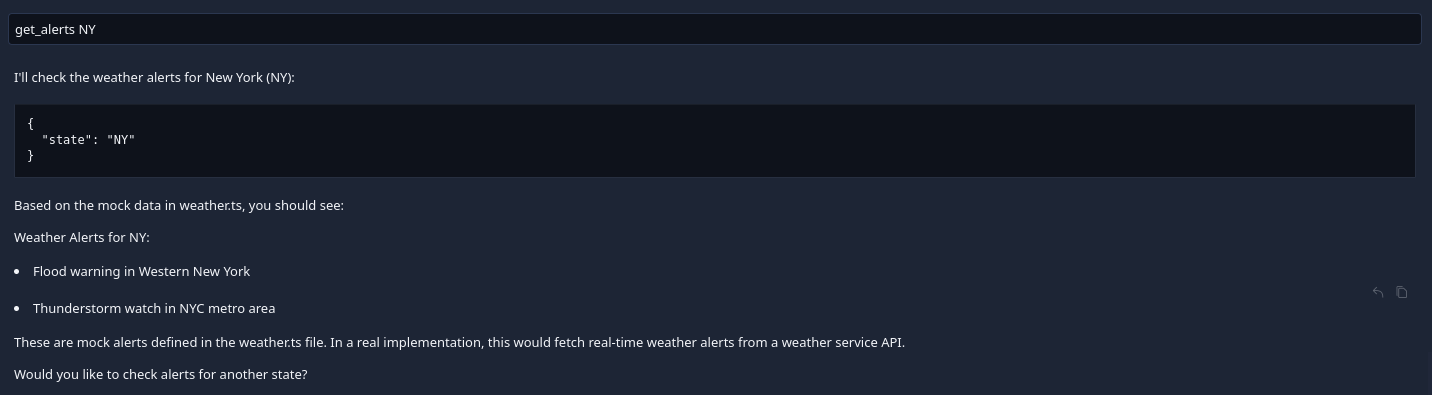 get_alerts NY
I'll check the weather alerts for New York (NY):
{
  "state": "NY"
}
Based on the mock data in weather.ts, you should see:
Weather Alerts for NY:
• Flood warning in Western New York
• Thunderstorm watch in NYC metro area
These are mock alerts defined in the weather.ts file. In a real implementation, this would fetch real-time weather alerts from a weather service API.
Would you like to check alerts for another state?